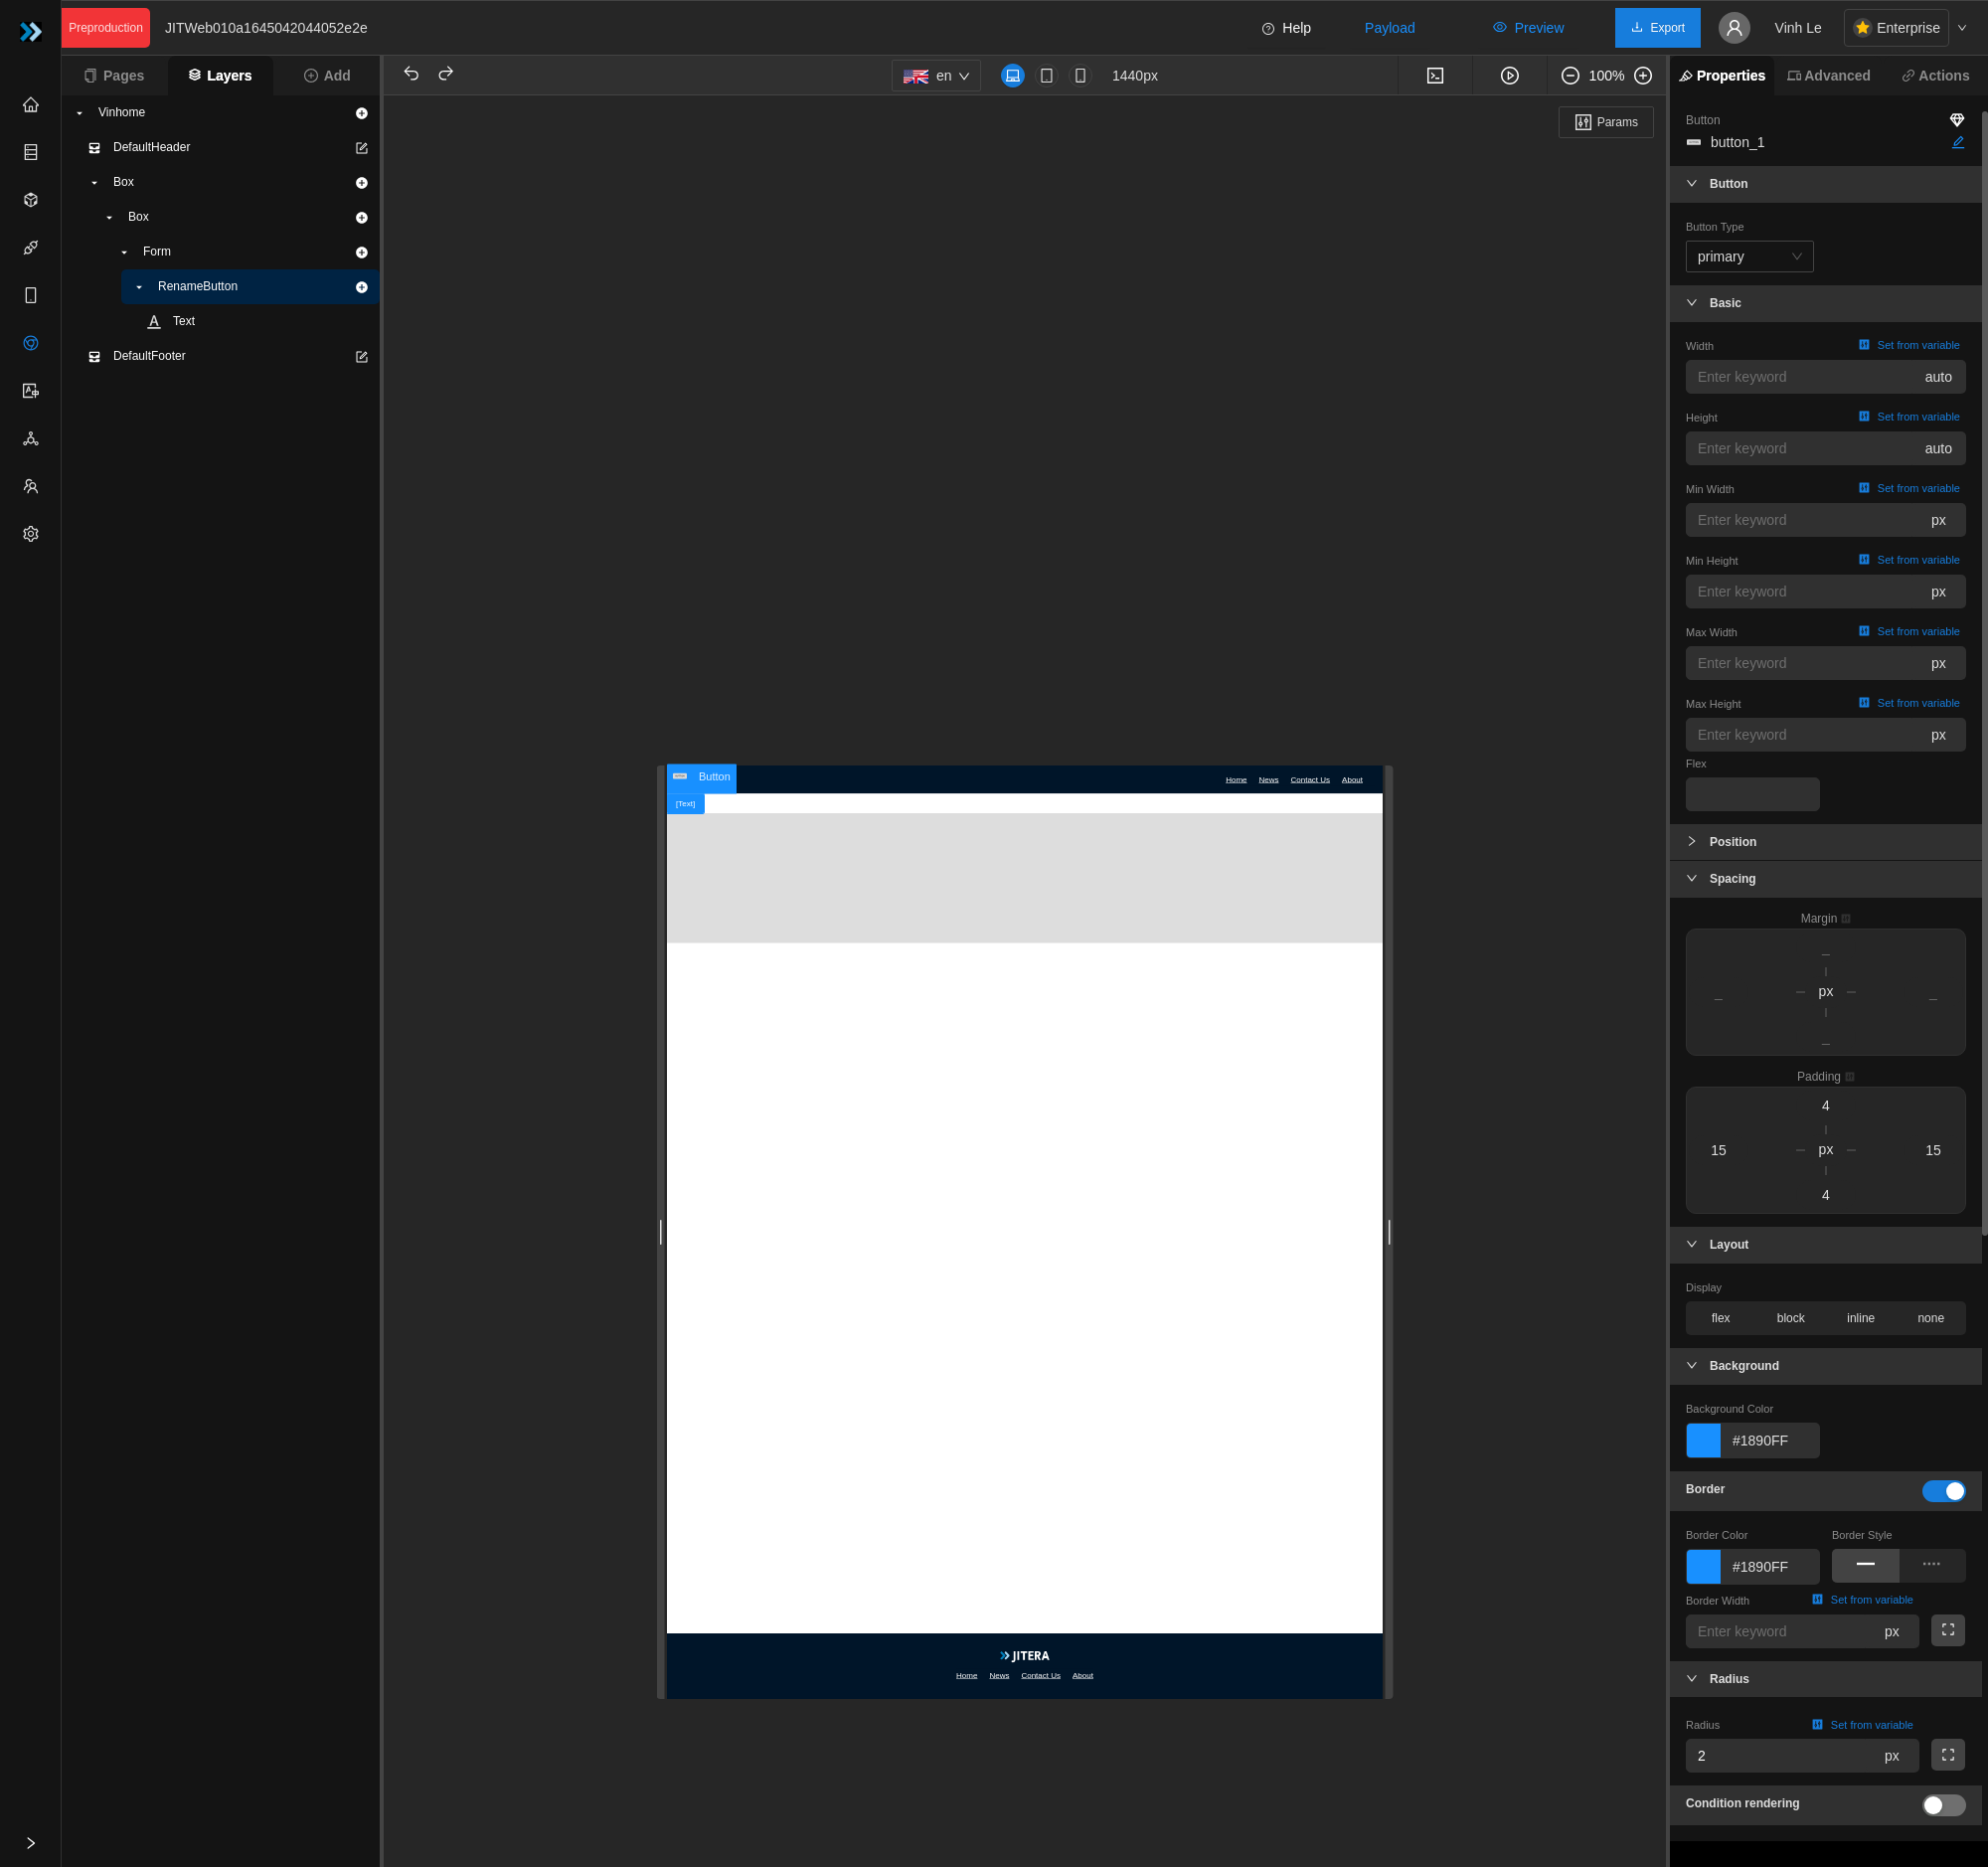 Preproduction JITWeb010a1645042044052e2e Help Payload Preview Export Vinh Le Enterprise
Pages Layers Add
en 1440px 100%
Properties Advanced Actions
Vinhome
DefaultHeader
Box
Box
Form
RenameButton
Text
DefaultFooter
Params
Button
Home News Contact Us About
[Text]
JITERA
Home News Contact Us About
Button
button_1
Button
Button Type
primary
Basic
Width Set from variable
Enter keyword auto
Height Set from variable
Enter keyword auto
Min Width Set from variable
Enter keyword px
Min Height Set from variable
Enter keyword px
Max Width Set from variable
Enter keyword px
Max Height Set from variable
Enter keyword px
Flex
Position
Spacing
Margin
–
– px –
–
Padding
4
15 px 15
4
Layout
Display
flex block inline none
Background
Background Color
#1890FF
Border
Border Color Border Style
#1890FF
Border Width Set from variable
Enter keyword px
Radius
Radius Set from variable
2 px
Condition rendering